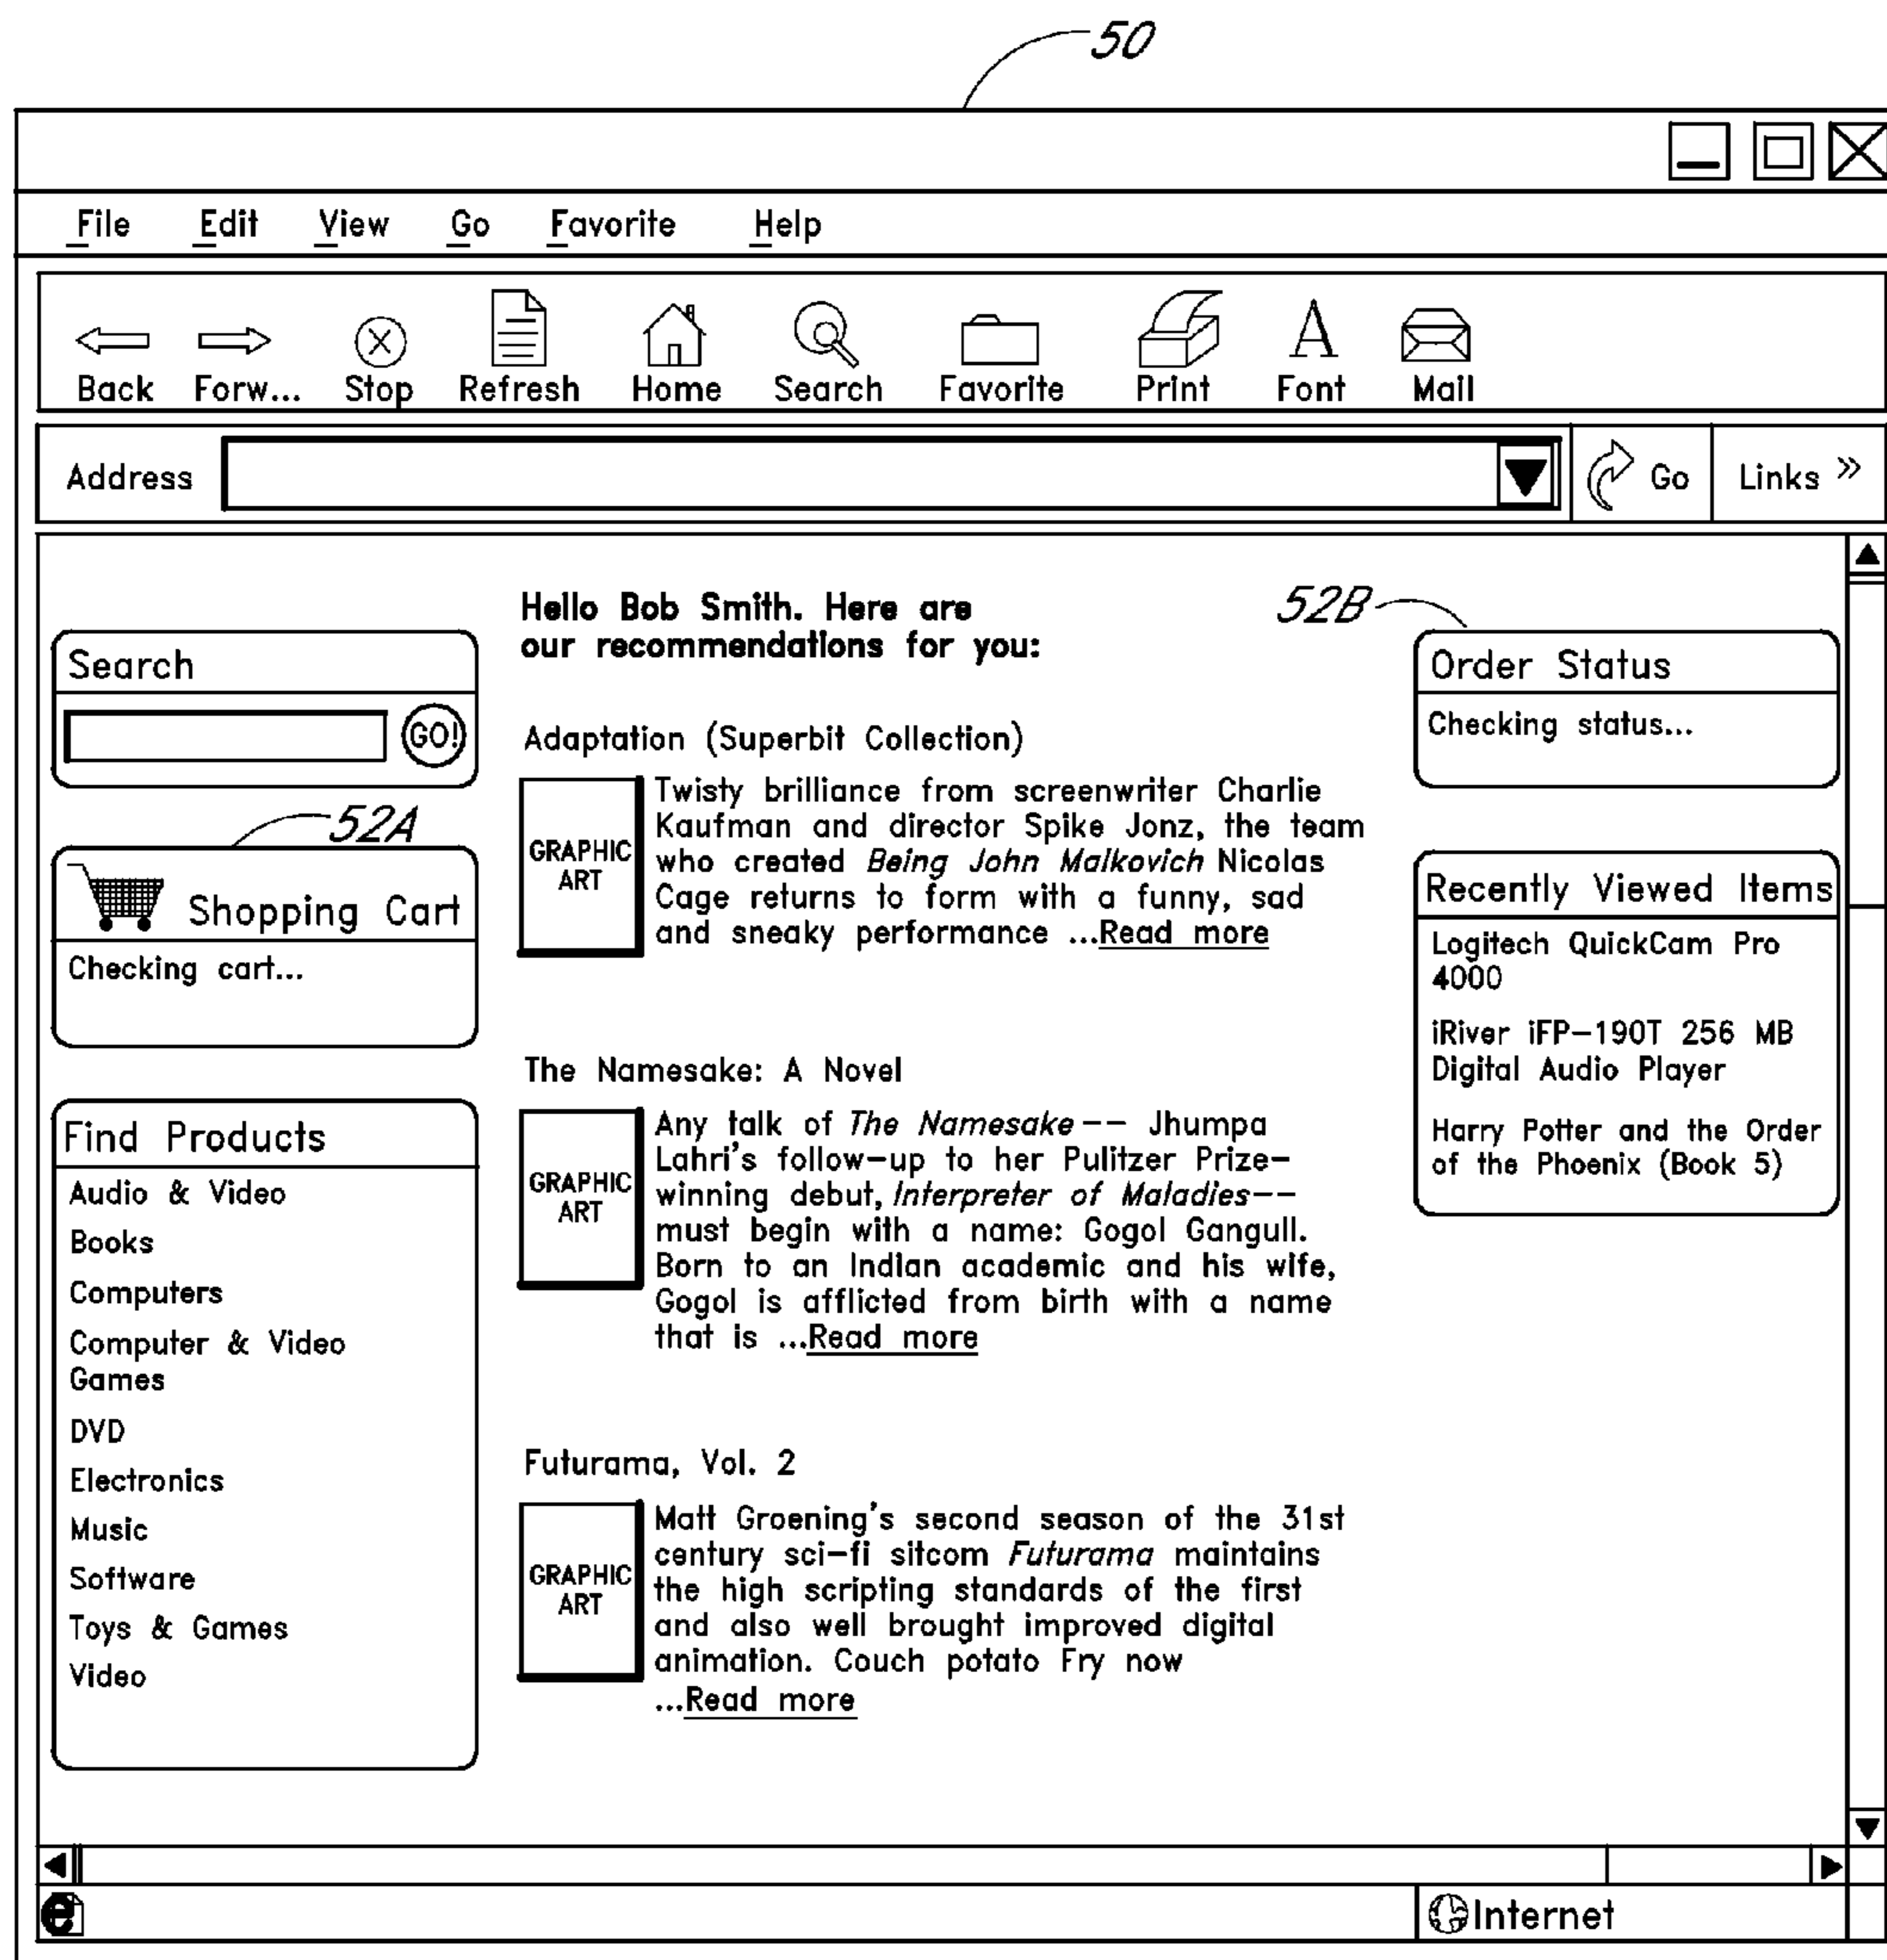 50
File Edit View Go Favorite Help
Back Forw... Stop Refresh Home Search Favorite Print Font Mail
Address Go Links »
Search
GO!
52A
Shopping Cart
Checking cart...
Find Products
Audio & Video
Books
Computers
Computer & Video
Games
DVD
Electronics
Music
Software
Toys & Games
Video
Hello Bob Smith. Here are
our recommendations for you:
Adaptation (Superbit Collection)
GRAPHIC
ART
Twisty brilliance from screenwriter Charlie
Kaufman and director Spike Jonz, the team
who created Being John Malkovich Nicolas
Cage returns to form with a funny, sad
and sneaky performance ...Read more
The Namesake: A Novel
GRAPHIC
ART
Any talk of The Namesake-- Jhumpa
Lahri's follow-up to her Pulitzer Prize-
winning debut, Interpreter of Maladies--
must begin with a name: Gogol Gangull.
Born to an Indian academic and his wife,
Gogol is afflicted from birth with a name
that is ...Read more
Futurama, Vol. 2
GRAPHIC
ART
Matt Groening's second season of the 31st
century sci-fi sitcom Futurama maintains
the high scripting standards of the first
and also well brought improved digital
animation. Couch potato Fry now
...Read more
52B
Order Status
Checking status...
Recently Viewed Items
Logitech QuickCam Pro
4000
iRiver iFP-190T 256 MB
Digital Audio Player
Harry Potter and the Order
of the Phoenix (Book 5)
e
Internet